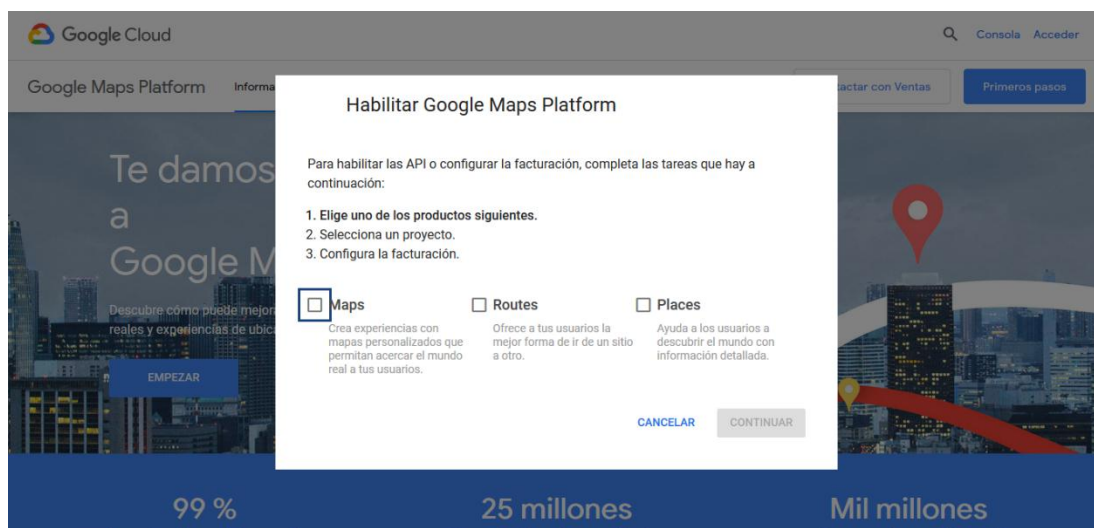 Google Cloud
Consola Acceder
Google Maps Platform
Informa
tactar con Ventas
Primeros pasos
Te damos
a
Google M
Descubre cómo puede mejora
reales y experiencias de ubica
EMPEZAR
Habilitar Google Maps Platform
Para habilitar las API o configurar la facturación, completa las tareas que hay a
continuación:
1. Elige uno de los productos siguientes.
2. Selecciona un proyecto.
3. Configura la facturación.
Maps
Crea experiencias con
mapas personalizados que
permitan acercar el mundo
real a tus usuarios.
Routes
Ofrece a tus usuarios la
mejor forma de ir de un sitio
a otro.
Places
Ayuda a los usuarios a
descubrir el mundo con
información detallada.
CANCELAR
CONTINUAR
99 %
25 millones
Mil millones